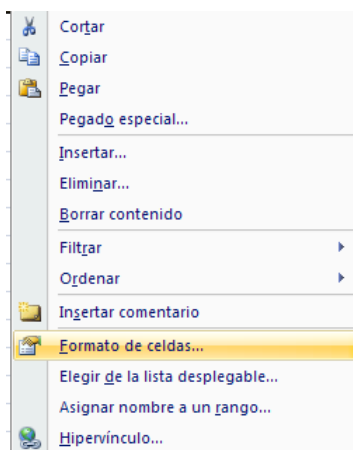 Cortar
Copiar
Pegar
Pegado especial...
Insertar...
Eliminar...
Borrar contenido
Filtrar
Ordenar
Insertar comentario
Formato de celdas...
Elegir de la lista desplegable...
Asignar nombre a un rango...
Hipervínculo...